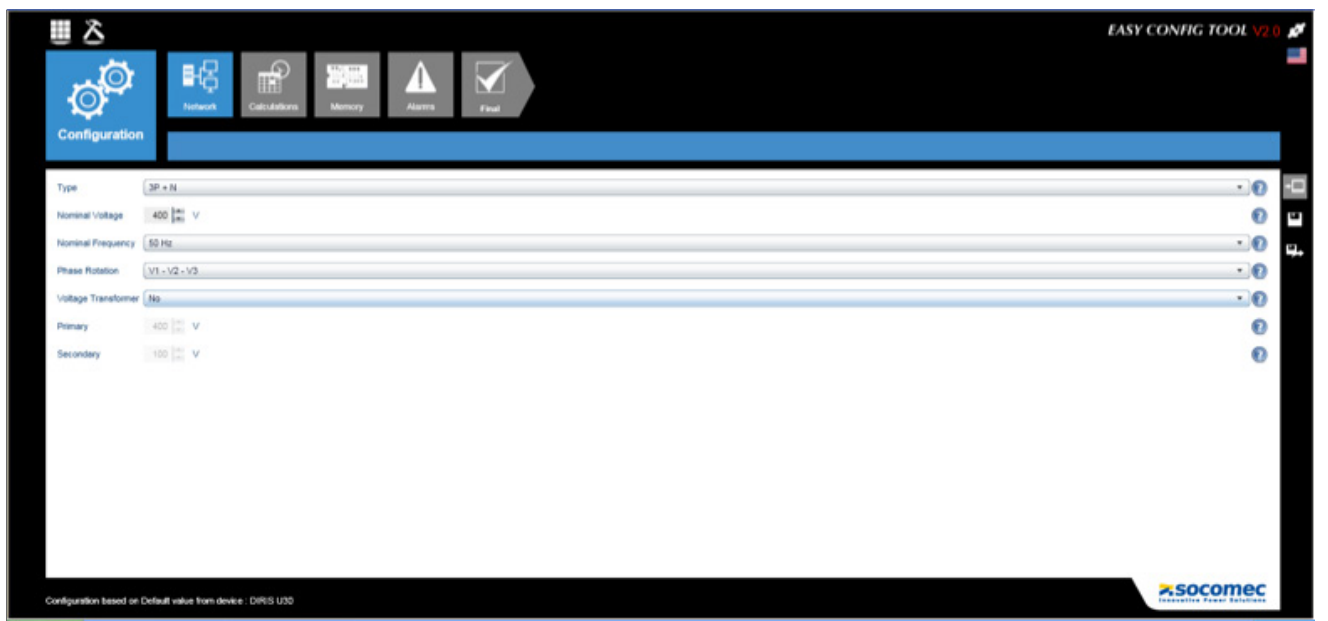 EASY CONFIG TOOL V2.0
Configuration
Network
Calculations
Memory
Alarms
Final
Type 3P + N
Nominal Voltage 400 V
Nominal Frequency 50 Hz
Phase Rotation V1 - V2 - V3
Voltage Transformer No
Primary 400 V
Secondary 100 V
Configuration based on Default value from device : DIRIS U30
socomec
Innovative Power Solutions